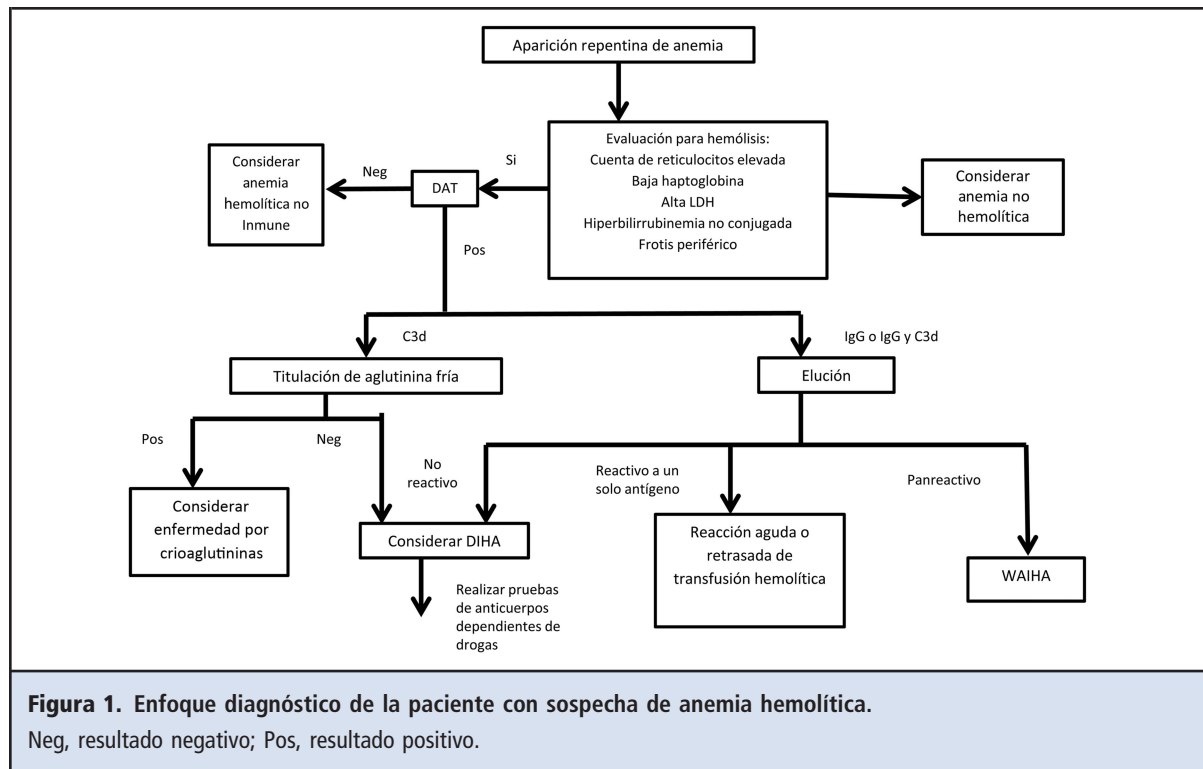 Aparición repentina de anemia
Evaluación para hemólisis:
Cuenta de reticulocitos elevada
Baja haptoglobina
Alta LDH
Hiperbilirrubinemia no conjugada
Frotis periférico
Si
DAT
Neg
Considerar
anemia
hemolítica no
Inmune
Considerar
anemia no
hemolítica
Pos
C3d
IgG o IgG y C3d
Titulación de aglutinina fría
Elución
Pos
Neg
No
reactivo
Reactivo a un
solo antígeno
Panreactivo
Considerar
enfermedad por
crioaglutininas
Considerar DIHA
Reacción aguda o
retrasada de
transfusión hemolítica
WAIHA
Realizar pruebas
de anticuerpos
dependientes de
drogas
Figura 1. Enfoque diagnóstico de la paciente con sospecha de anemia hemolítica.
Neg, resultado negativo; Pos, resultado positivo.